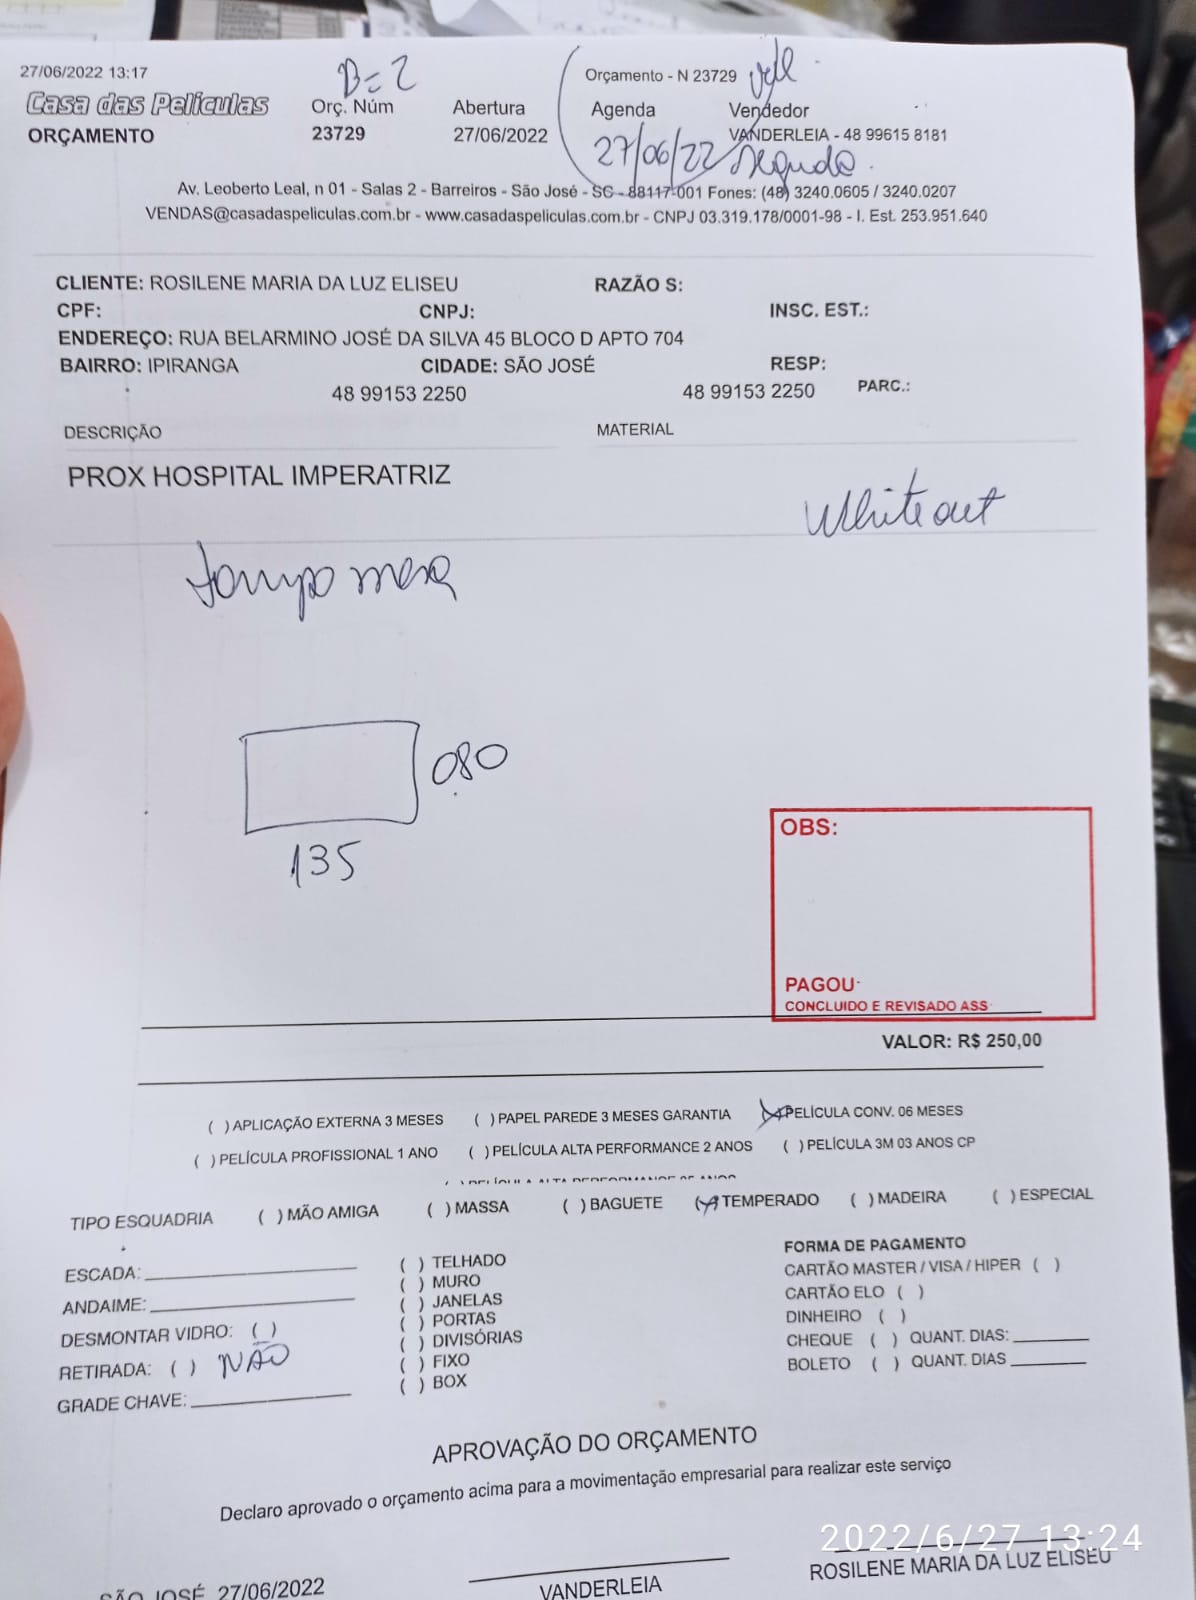 27/06/2022 13:17
B=2
Orçamento - N 23729
Casa das Películas
Orç. Núm
Abertura
Agenda
Vendedor
ORÇAMENTO
23729
27/06/2022
VANDERLEIA - 48 99615 8181
27/06/22 segunda
Av. Leoberto Leal, n 01 - Salas 2 - Barreiros - São José - SC - 88117-001 Fones: (48) 3240.0605 / 3240.0207
VENDAS@casadaspeliculas.com.br - www.casadaspeliculas.com.br - CNPJ 03.319.178/0001-98 - I. Est. 253.951.640
CLIENTE: ROSILENE MARIA DA LUZ ELISEU RAZÃO S:
CPF: CNPJ: INSC. EST.:
ENDEREÇO: RUA BELARMINO JOSÉ DA SILVA 45 BLOCO D APTO 704
BAIRRO: IPIRANGA CIDADE: SÃO JOSÉ RESP:
48 99153 2250 48 99153 2250 PARC.:
DESCRIÇÃO MATERIAL
PROX HOSPITAL IMPERATRIZ
White out
tampo mesa
080
135
OBS:
PAGOU
CONCLUIDO E REVISADO ASS
VALOR: R$ 250,00
( ) APLICAÇÃO EXTERNA 3 MESES ( ) PAPEL PAREDE 3 MESES GARANTIA (X) PELÍCULA CONV. 06 MESES
( ) PELÍCULA PROFISSIONAL 1 ANO ( ) PELÍCULA ALTA PERFORMANCE 2 ANOS ( ) PELÍCULA 3M 03 ANOS CP
( ) PELÍCULA ALTA PERFORMANCE 05 ANOS
TIPO ESQUADRIA ( ) MÃO AMIGA ( ) MASSA ( ) BAGUETE (X) TEMPERADO ( ) MADEIRA ( ) ESPECIAL
ESCADA:
ANDAIME:
DESMONTAR VIDRO: ( )
RETIRADA: ( ) NÃO
GRADE CHAVE:
( ) TELHADO
( ) MURO
( ) JANELAS
( ) PORTAS
( ) DIVISÓRIAS
( ) FIXO
( ) BOX
FORMA DE PAGAMENTO
CARTÃO MASTER / VISA / HIPER ( )
CARTÃO ELO ( )
DINHEIRO ( )
CHEQUE ( ) QUANT. DIAS:
BOLETO ( ) QUANT. DIAS
APROVAÇÃO DO ORÇAMENTO
Declaro aprovado o orçamento acima para a movimentação empresarial para realizar este serviço
2022/6/27 13:24
SÃO JOSÉ, 27/06/2022
VANDERLEIA
ROSILENE MARIA DA LUZ ELISEU